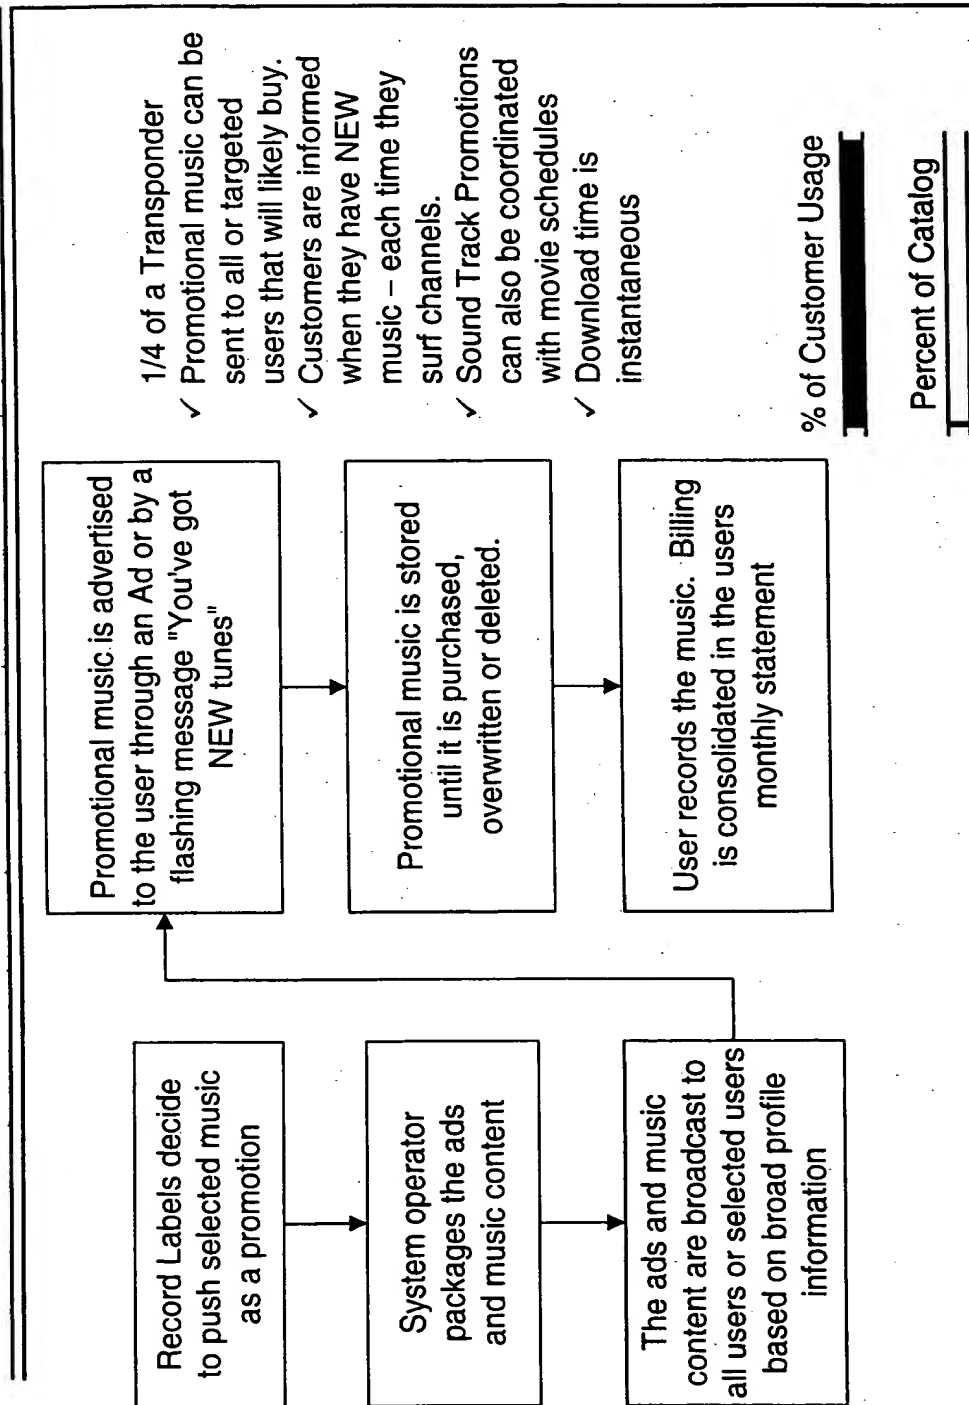 Record Labels decide
to push selected music
as a promotion
System operator
packages the ads
and music content
The ads and music
content are broadcast to
all users or selected users
based on broad profile
information
Promotional music is advertised
to the user through an Ad or by a
flashing message "You've got
NEW tunes"
Promotional music is stored
until it is purchased,
overwritten or deleted.
User records the music. Billing
is consolidated in the users
monthly statement
1/4 of a Transponder
✓ Promotional music can be
sent to all or targeted
users that will likely buy.
✓ Customers are informed
when they have NEW
music – each time they
surf channels.
✓ Sound Track Promotions
can also be coordinated
with movie schedules
✓ Download time is
instantaneous
% of Customer Usage
Percent of Catalog